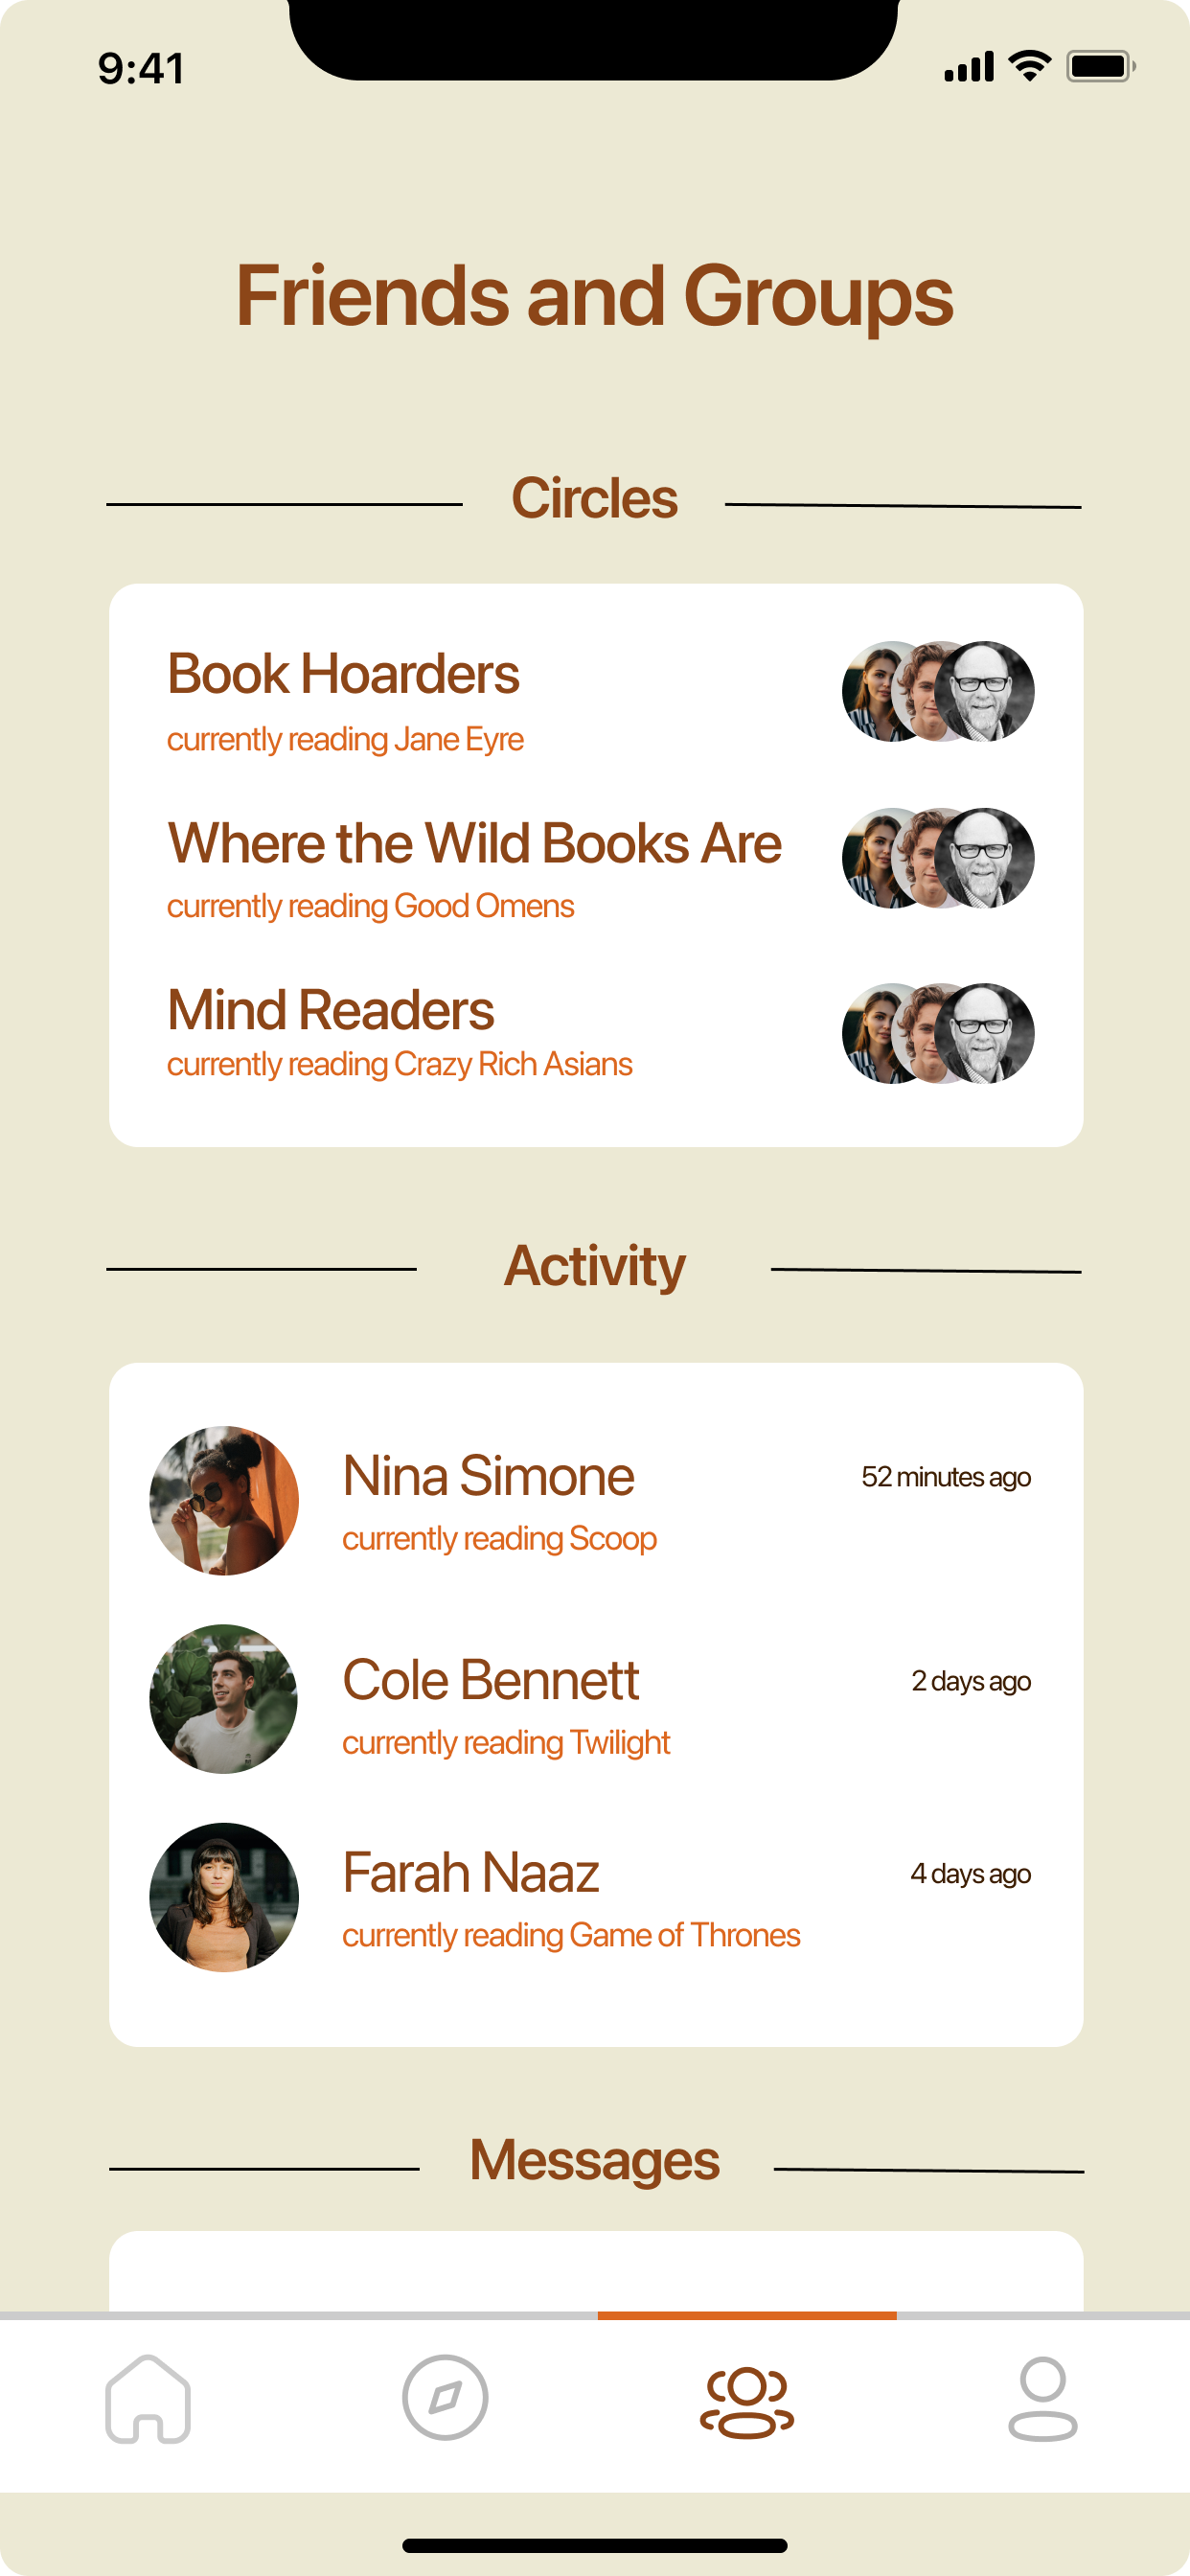 9:41
Friends and Groups
Circles
Book Hoarders
currently reading Jane Eyre
Where the Wild Books Are
currently reading Good Omens
Mind Readers
currently reading Crazy Rich Asians
Activity
Nina Simone
52 minutes ago
currently reading Scoop
Cole Bennett
2 days ago
currently reading Twilight
Farah Naaz
4 days ago
currently reading Game of Thrones
Messages